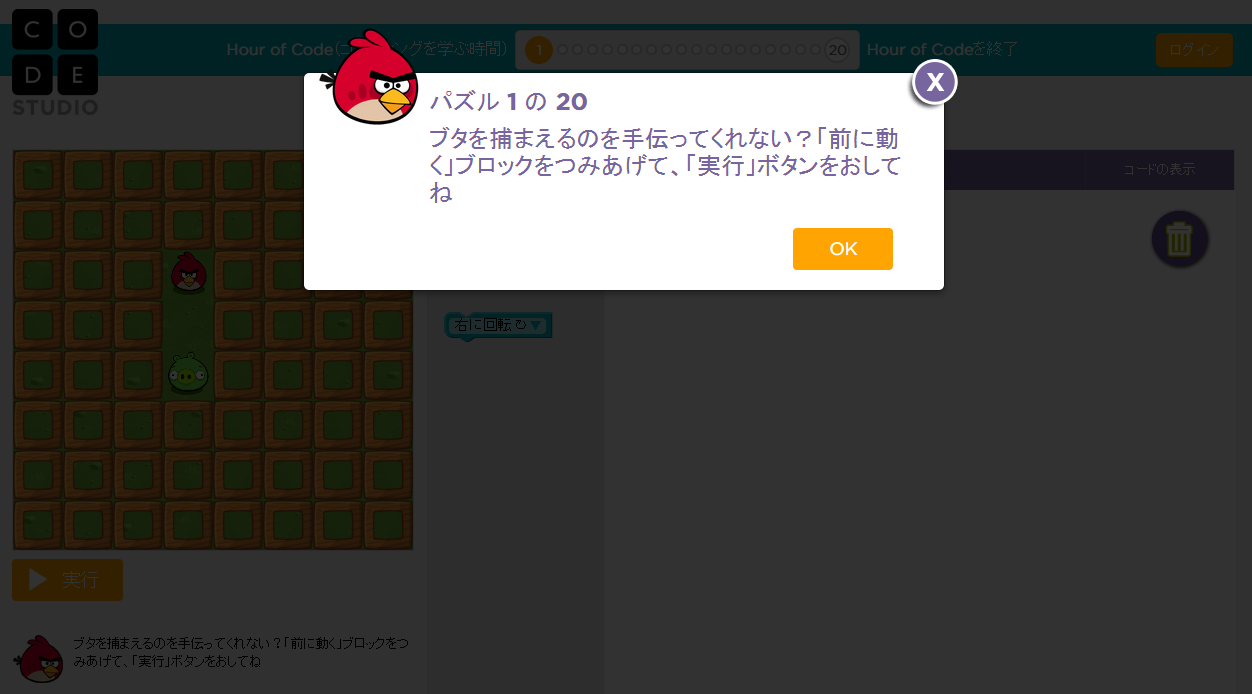 C O
D E
STUDIO
Hour of Code(コーディングを学ぶ時間)
1
20
Hour of Codeを終了
ログイン
X
パズル 1 の 20
ブタを捕まえるのを手伝ってくれない？「前に動
く」ブロックをつみあげて、「実行」ボタンをおして
ね
OK
コードの表示
右に回転 ↻▼
実行
ブタを捕まえるのを手伝ってくれない？「前に動く」ブロックをつ
みあげて、「実行」ボタンをおしてね